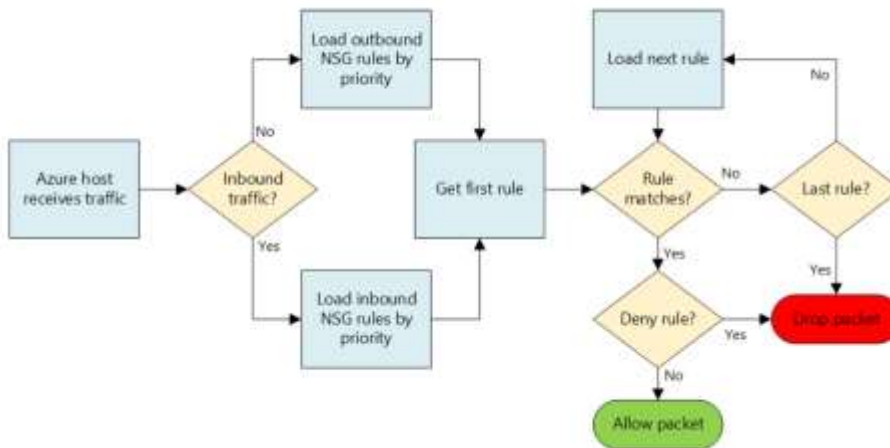 Load outbound
NSG rules by
priority
Load next rule
No
No
Azure host
receives traffic
Inbound
traffic?
Get first rule
Rule
matches?
No
Last rule?
Yes
Yes
Yes
Load inbound
NSG rules by
priority
Deny rule?
Yes
Drop packet
No
Allow packet